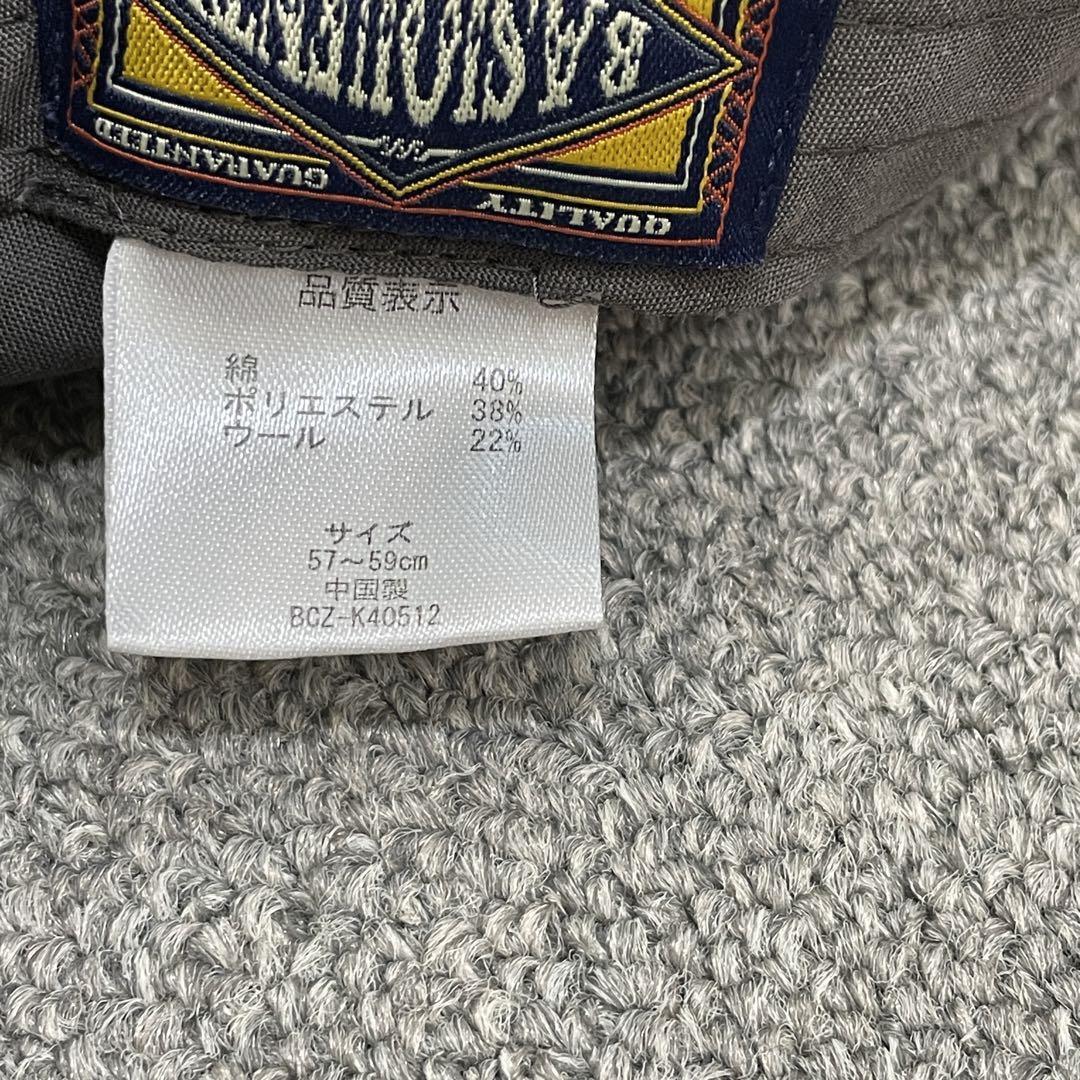 QUALITY GUARANTEED
品質表示
綿 40%
ポリエステル 38%
ウール 22%
サイズ
57～59cm
中国製
BCZ-K40512